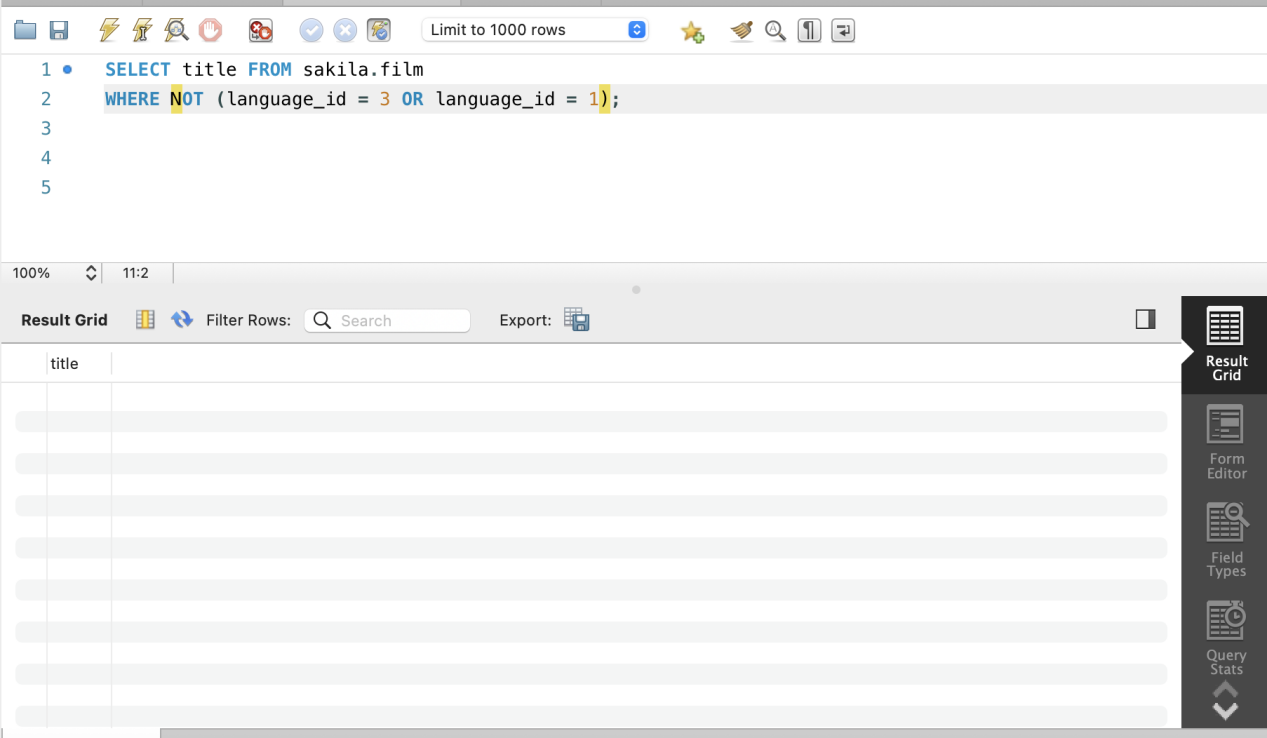 Limit to 1000 rows
1 SELECT title FROM sakila.film
2 WHERE NOT (language_id = 3 OR language_id = 1);
3
4
5
100% 11:2
Result Grid Filter Rows: Search Export:
title
Result
Grid
Form
Editor
Field
Types
Query
Stats